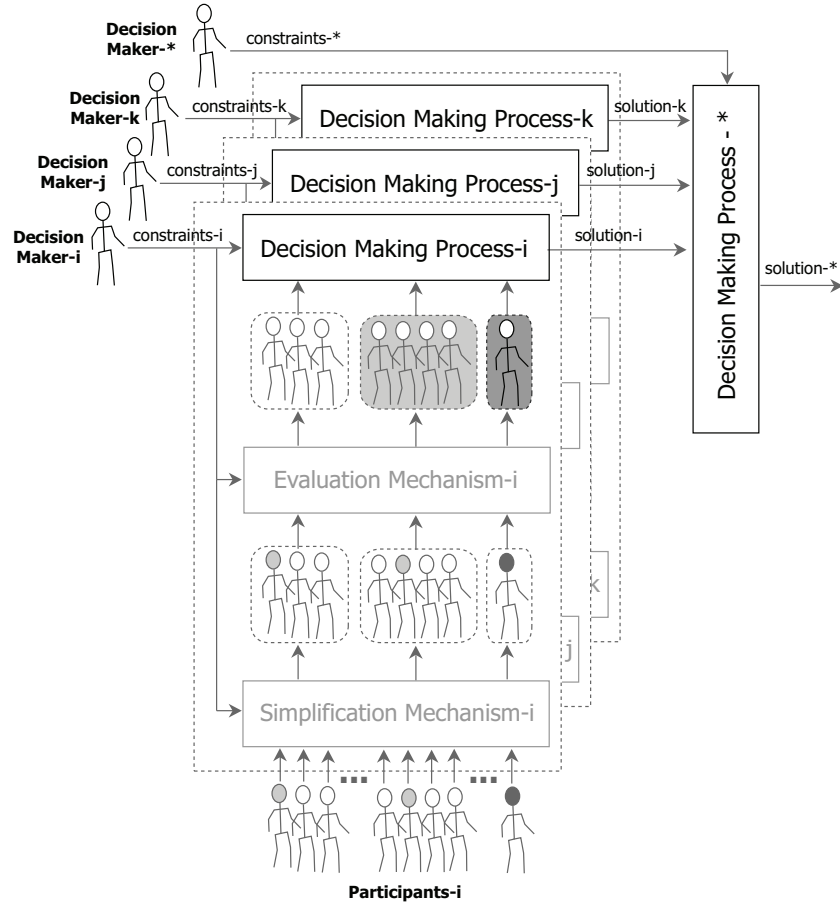 Decision
Maker-*
constraints-*
Decision
Maker-k
constraints-k
Decision Making Process-k
solution-k
Decision
Maker-j
constraints-j
Decision Making Process-j
solution-j
Decision
Maker-i
constraints-i
Decision Making Process-i
solution-i
Decision Making Process - *
solution-*
Evaluation Mechanism-i
k
j
Simplification Mechanism-i
...
...
Participants-i